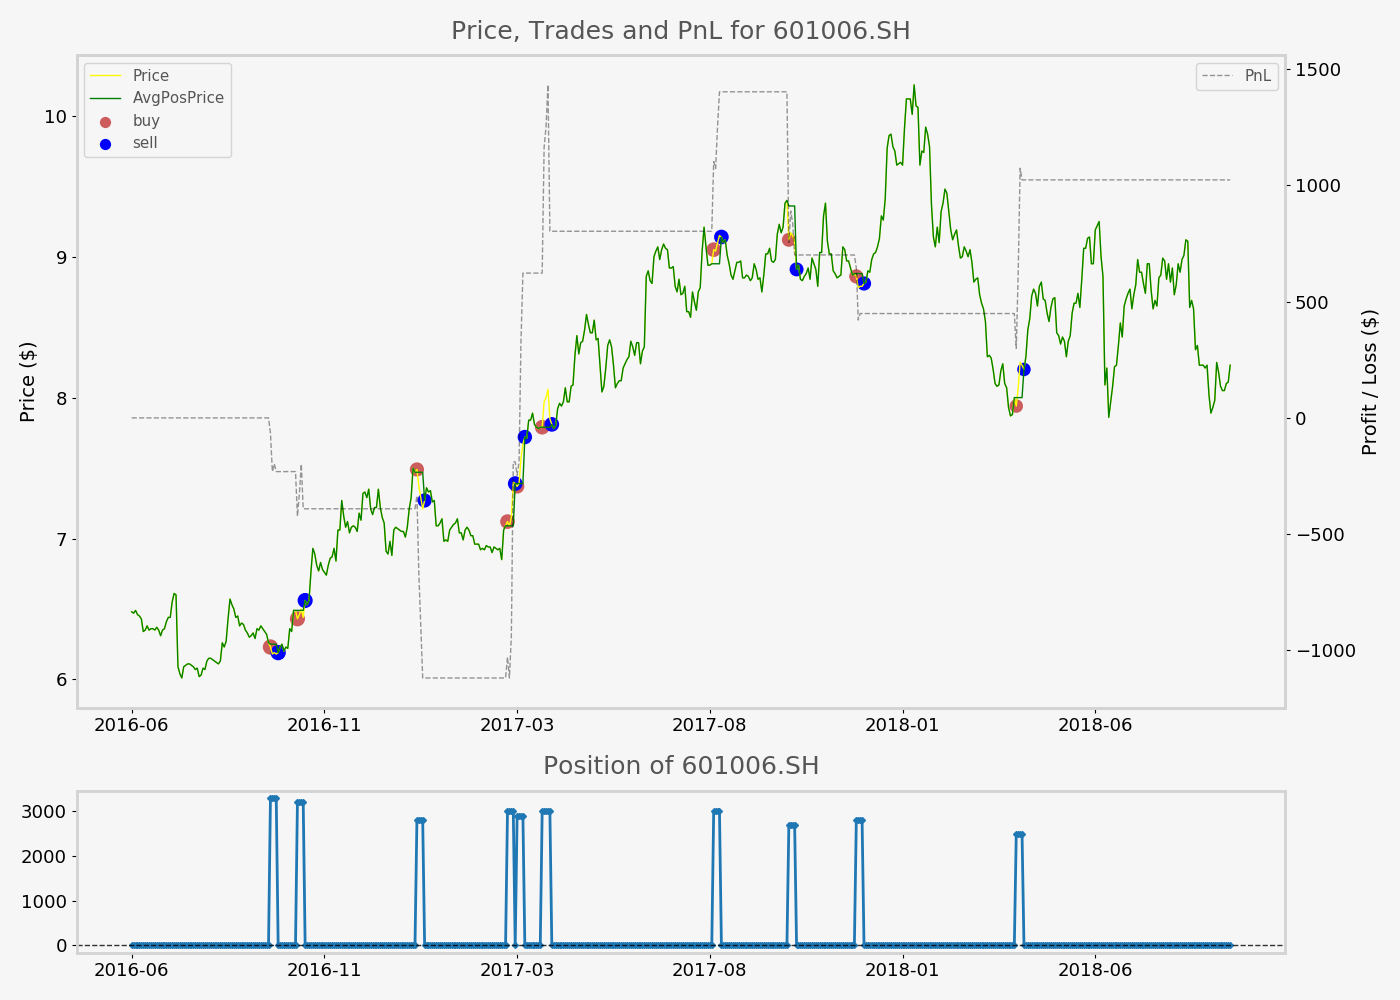 Price, Trades and PnL for 601006.SH
Price
AvgPosPrice
buy
sell
PnL
10
9
8
7
6
Price ($)
1500
1000
500
0
−500
−1000
Profit / Loss ($)
2016-06 2016-11 2017-03 2017-08 2018-01 2018-06
Position of 601006.SH
3000
2000
1000
0
2016-06 2016-11 2017-03 2017-08 2018-01 2018-06